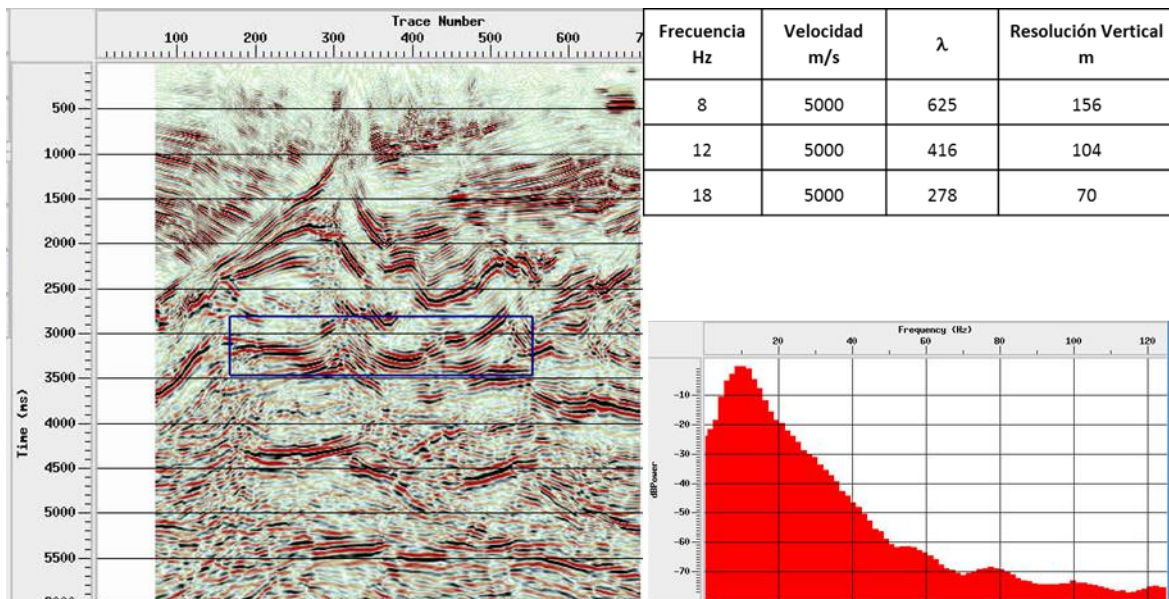 Trace Number
100 200 300 400 500 600 7
500
1000
1500
2000
2500
3000
3500
4000
4500
5000
5500
Time (ms)
Frecuencia Hz Velocidad m/s λ Resolución Vertical m
8 5000 625 156
12 5000 416 104
18 5000 278 70
Frequency (Hz)
20 40 60 80 100 120
-10
-20
-30
-40
-50
-60
-70
dBPower